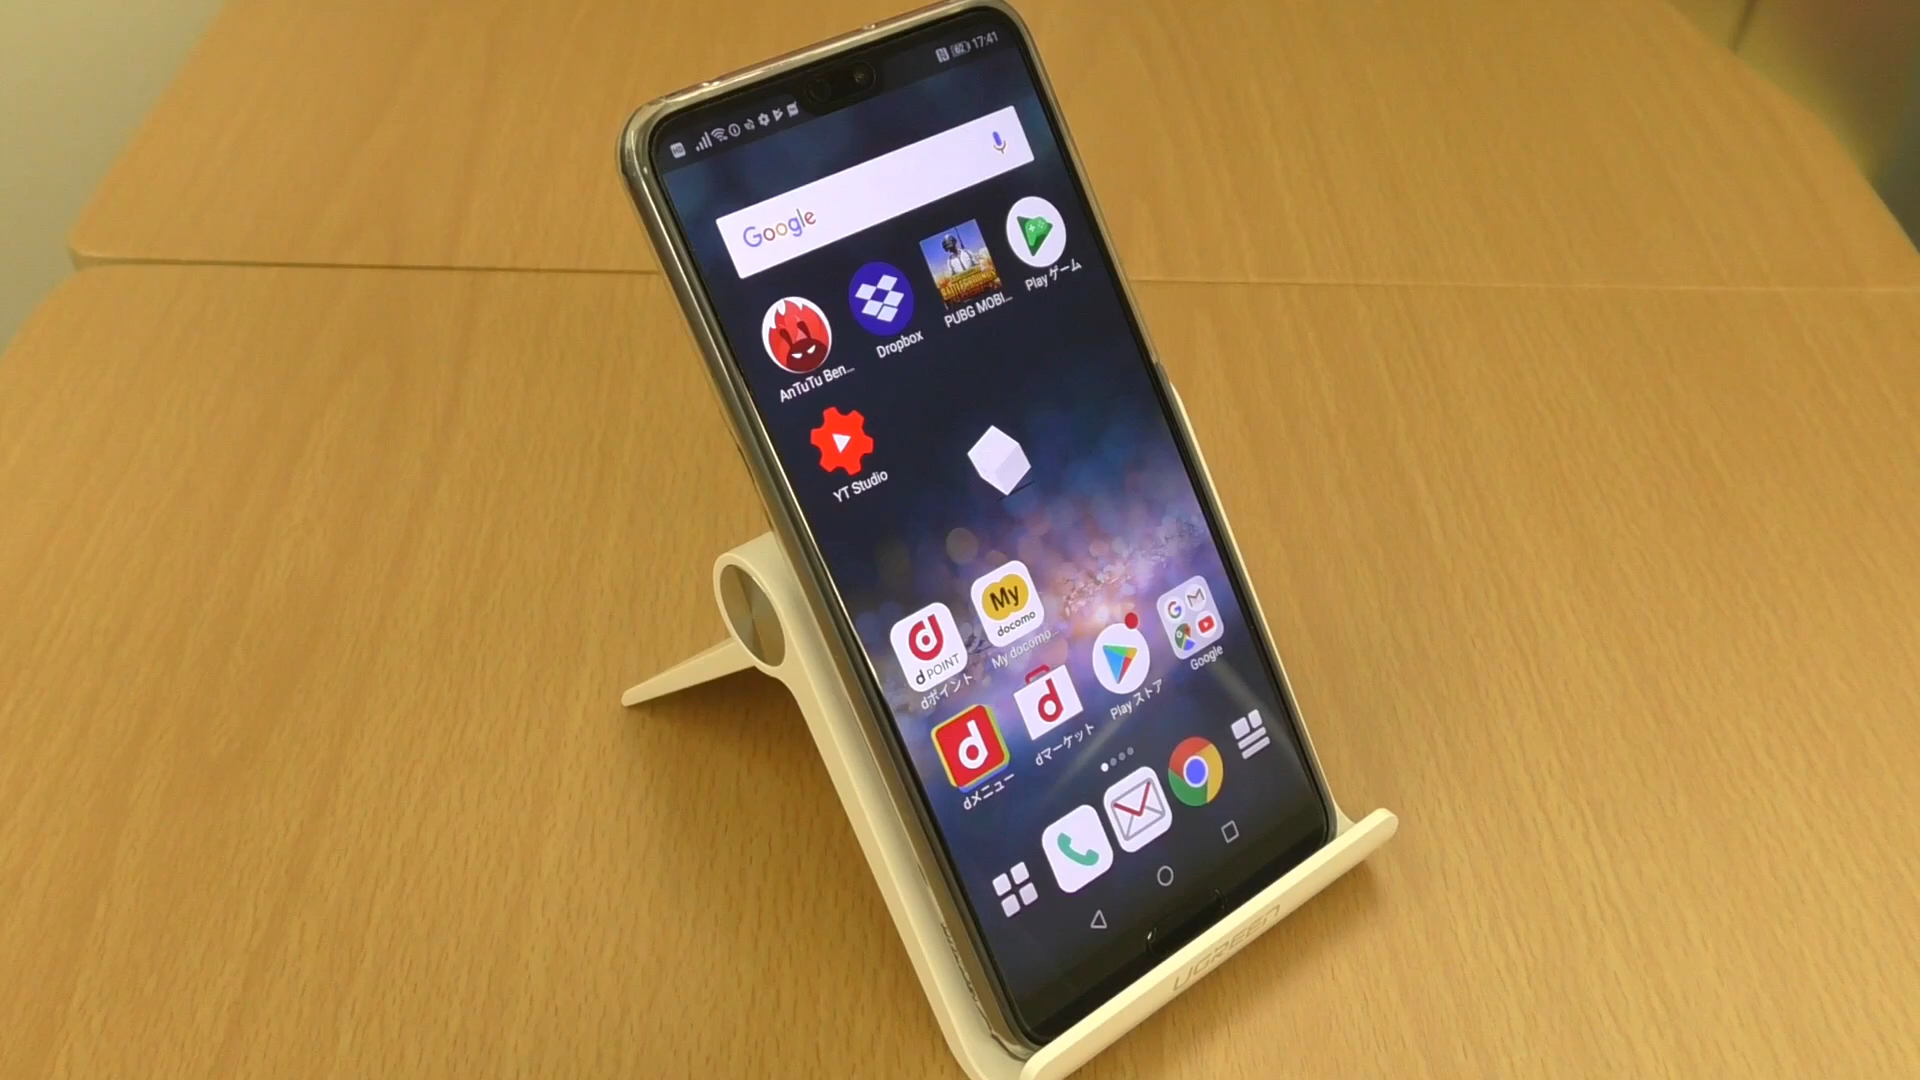 62 17:41
Google
AnTuTu Ben...
Dropbox
PUBG MOBI...
Play ゲーム
YT Studio
d POINT
dポイント
My
docomo
My docomo...
d
dメニュー
d
dマーケット
Play ストア
Google
UGREEN